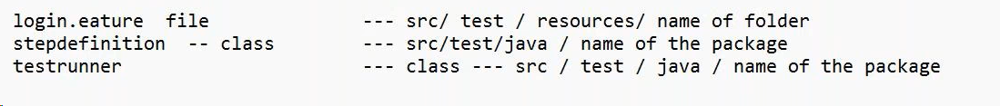 login.eature  file                --- src/ test / resources/ name of folder
stepdefinition  -- class          --- src/test/java / name of the package
testrunner                        --- class --- src / test / java / name of the package